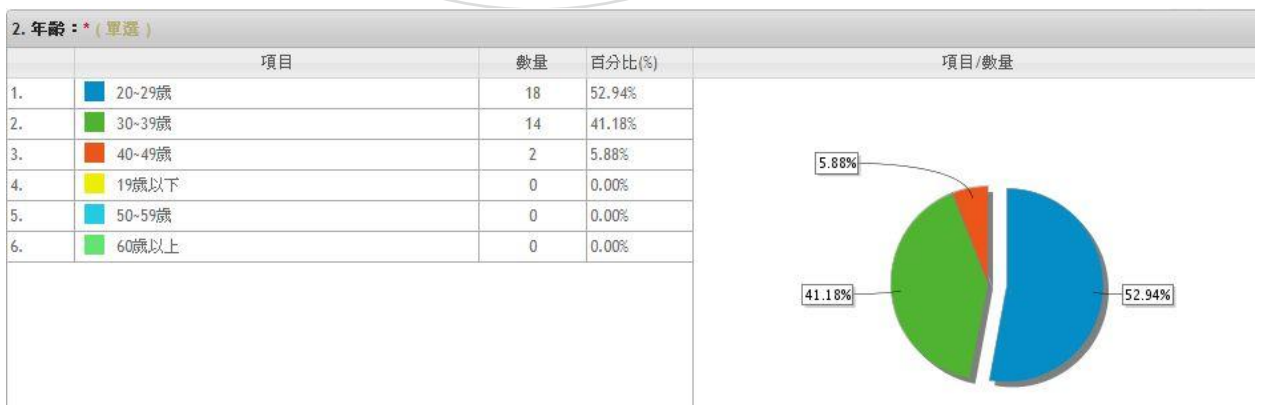 2. 年齡：*（單選）
項目 數量 百分比(%) 項目/數量
1. 20~29歲 18 52.94%
2. 30~39歲 14 41.18%
3. 40~49歲 2 5.88%
4. 19歲以下 0 0.00%
5. 50~59歲 0 0.00%
6. 60歲以上 0 0.00%
5.88%
41.18%
52.94%